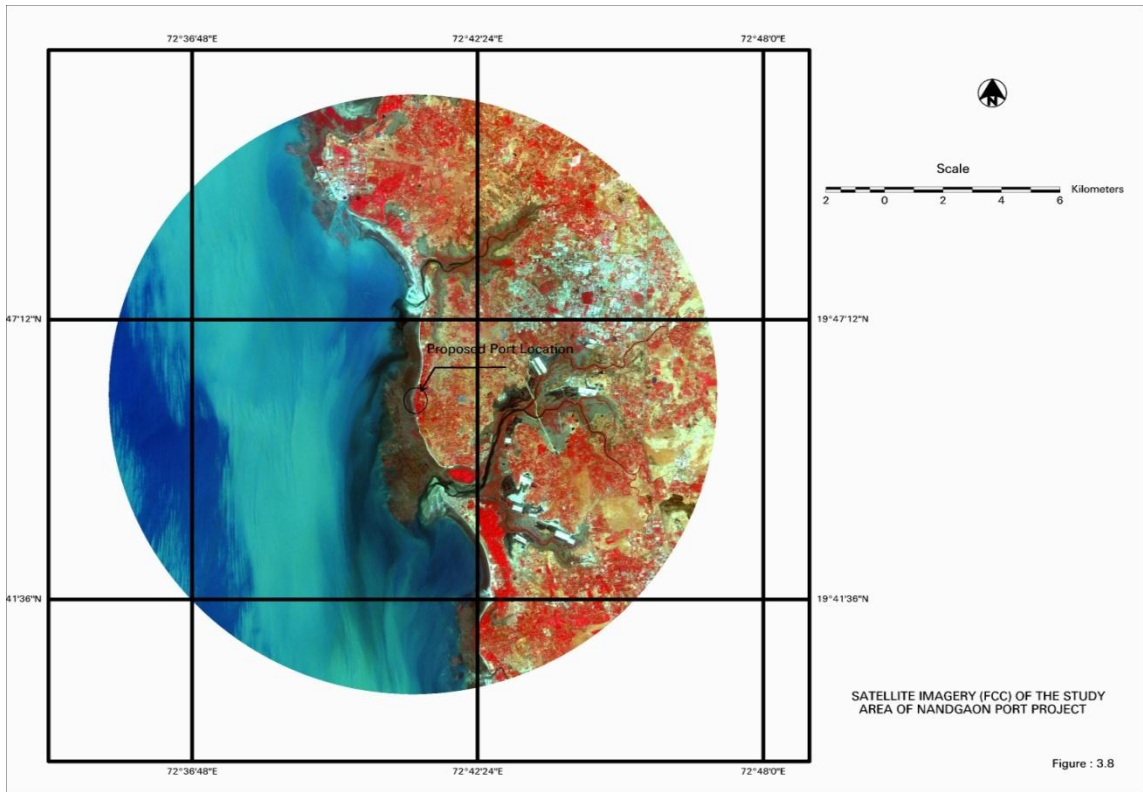 72°36'48"E 72°42'24"E 72°48'0"E
N
Scale
2 0 2 4 6 Kilometers
47'12"N 19°47'12"N
Proposed Port Location
41'36"N 19°41'36"N
SATELLITE IMAGERY (FCC) OF THE STUDY
AREA OF NANDGAON PORT PROJECT
72°36'48"E 72°42'24"E 72°48'0"E
Figure : 3.8